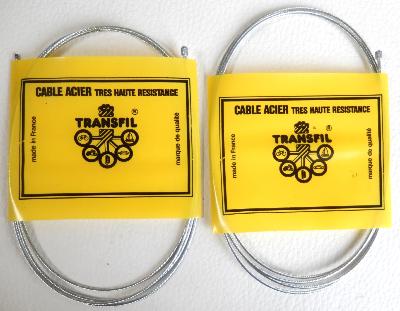 CABLE ACIER TRES HAUTE RESISTANCE
TRANSFIL ®
made in France
marque de qualité
CABLE ACIER TRES HAUTE RESISTANCE
TRANSFIL ®
made in France
marque de qualité